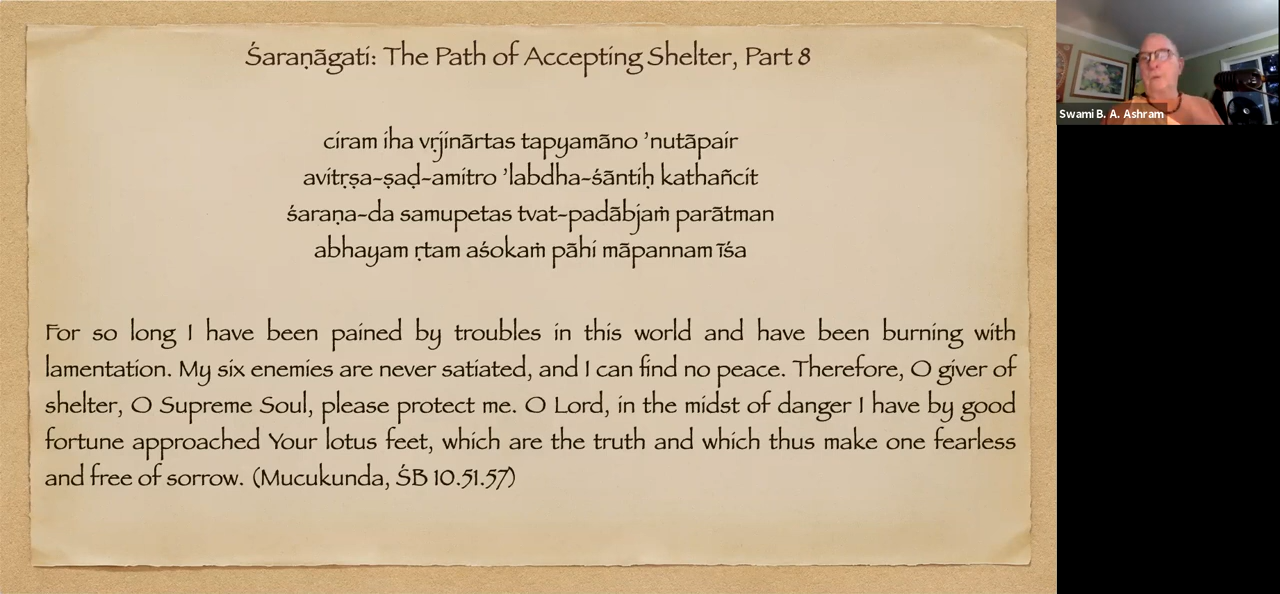 Śaraṇāgati: The Path of Accepting Shelter, Part 8
ciram iha vṛjinārtas tapyamāno ’nutāpair
avitṛṣa-ṣaḍ-amitro ’labdha-śāntiḥ kathañcit
śaraṇa-da samupetas tvat-padābjaṁ parātman
abhayam ṛtam aśokaṁ pāhi māpannam īśa
For so long I have been pained by troubles in this world and have been burning with
lamentation. My six enemies are never satiated, and I can find no peace. Therefore, O giver of
shelter, O Supreme Soul, please protect me. O Lord, in the midst of danger I have by good
fortune approached Your lotus feet, which are the truth and which thus make one fearless
and free of sorrow. (Mucukunda, ŚB 10.51.57)
Swami B. A. Ashram